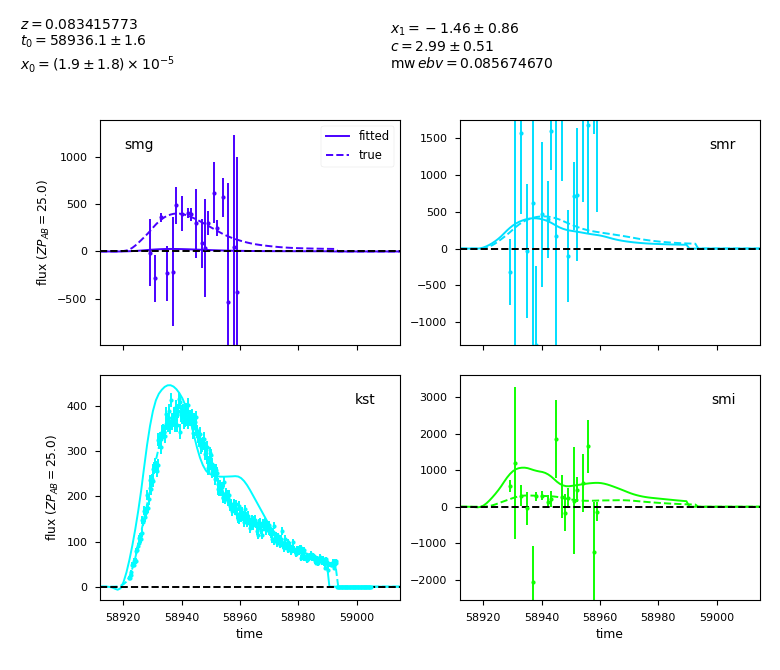 z = 0.083415773
t₀ = 58936.1 ± 1.6
x₀ = (1.9 ± 1.8) × 10⁻⁵
x₁ = −1.46 ± 0.86
c = 2.99 ± 0.51
mw ebv = 0.085674670
smg
fitted
true
1000
500
0
−500
flux (ZP_AB = 25.0)
smr
1500
1000
500
0
−500
−1000
kst
400
300
200
100
0
flux (ZP_AB = 25.0)
58920 58940 58960 58980 59000
time
smi
3000
2000
1000
0
−1000
−2000
58920 58940 58960 58980 59000
time